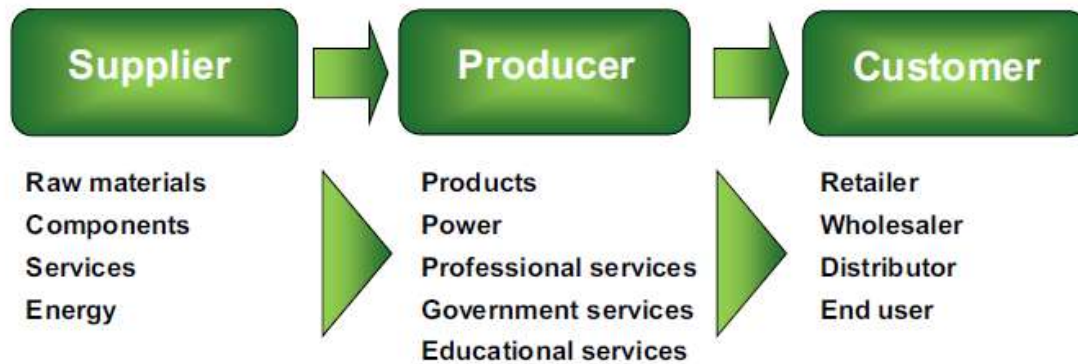 Supplier
Producer
Customer
Raw materials
Components
Services
Energy
Products
Power
Professional services
Government services
Educational services
Retailer
Wholesaler
Distributor
End user